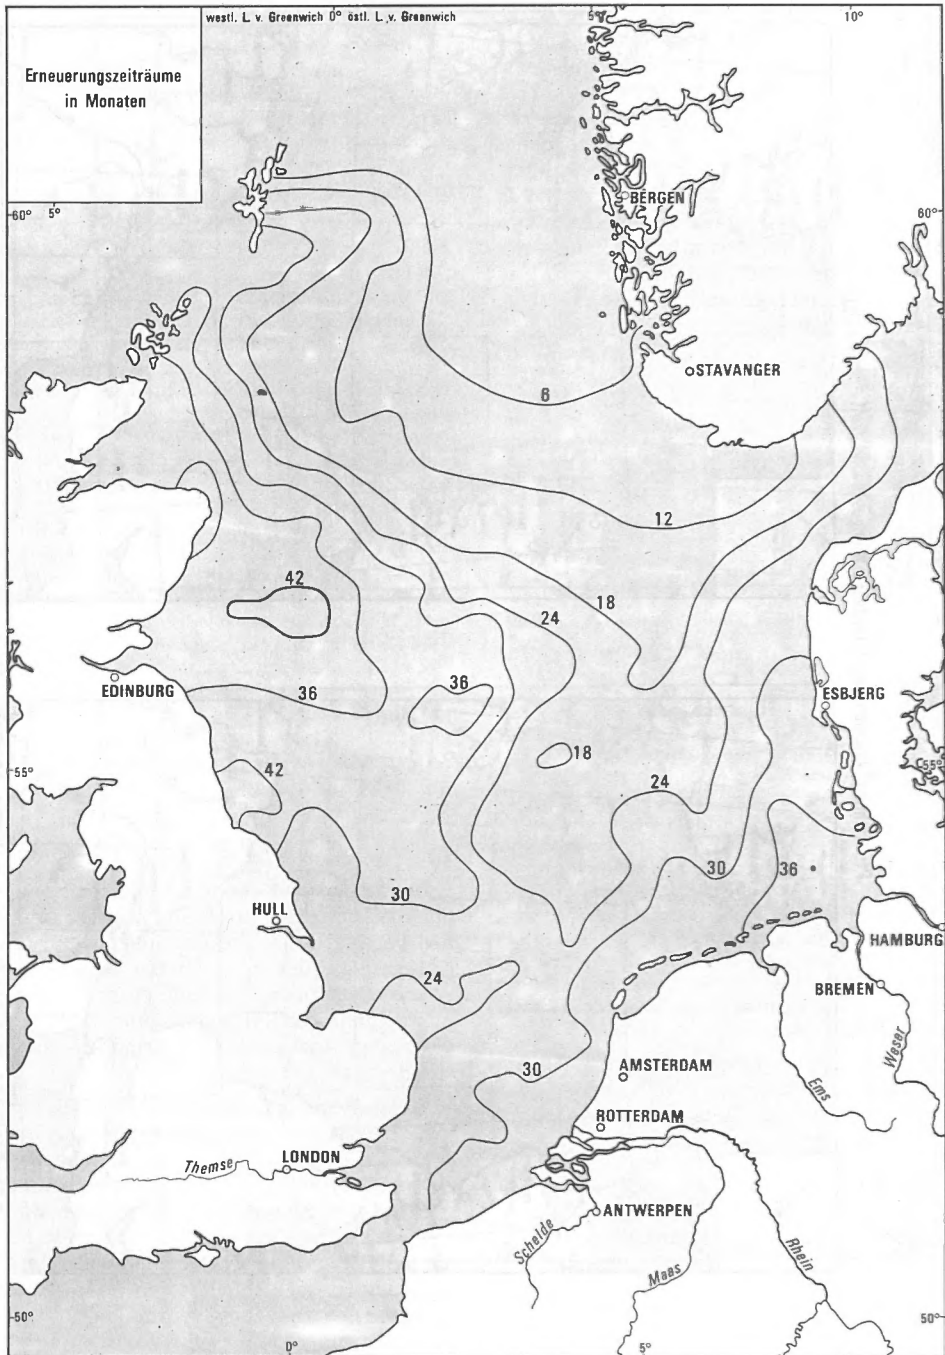 westl. L. v. Greenwich 0° östl. L. v. Greenwich
5°
10°
Erneuerungszeiträume
in Monaten
60°
5°
BERGEN
60°
STAVANGER
6
12
42
18
24
EDINBURG
36
36
ESBJERG
18
55°
42
24
55°
30
30
36
HULL
HAMBURG
24
BREMEN
30
AMSTERDAM
Ems
Weser
ROTTERDAM
Themse
LONDON
ANTWERPEN
Schelde
Maas
Rhein
50°
50°
0°
5°